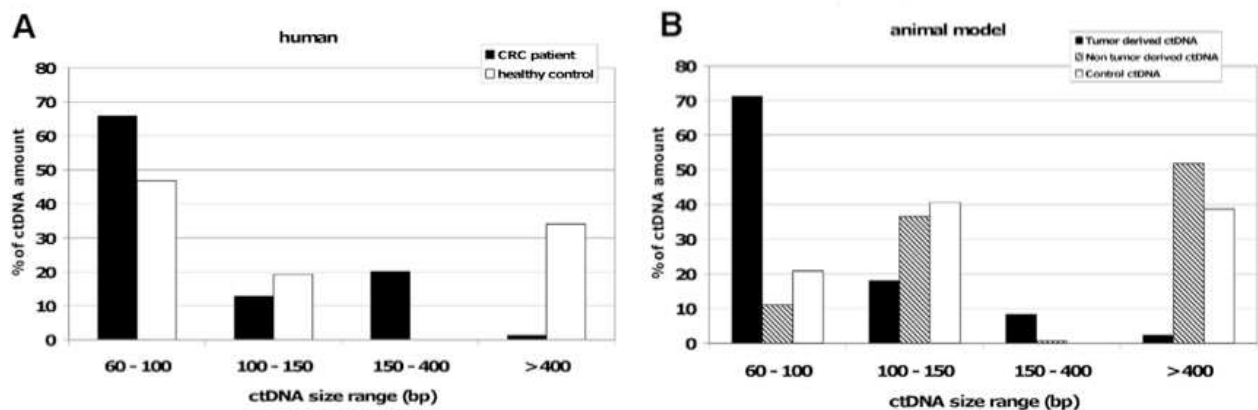 A
human
CRC patient
healthy control
% of ctDNA amount
80
70
60
50
40
30
20
10
0
60 - 100
100 - 150
150 - 400
>400
ctDNA size range (bp)
B
animal model
Tumor derived ctDNA
Non tumor derived ctDNA
Control ctDNA
% of ctDNA amount
80
70
60
50
40
30
20
10
0
60 - 100
100 - 150
150 - 400
>400
ctDNA size range (bp)